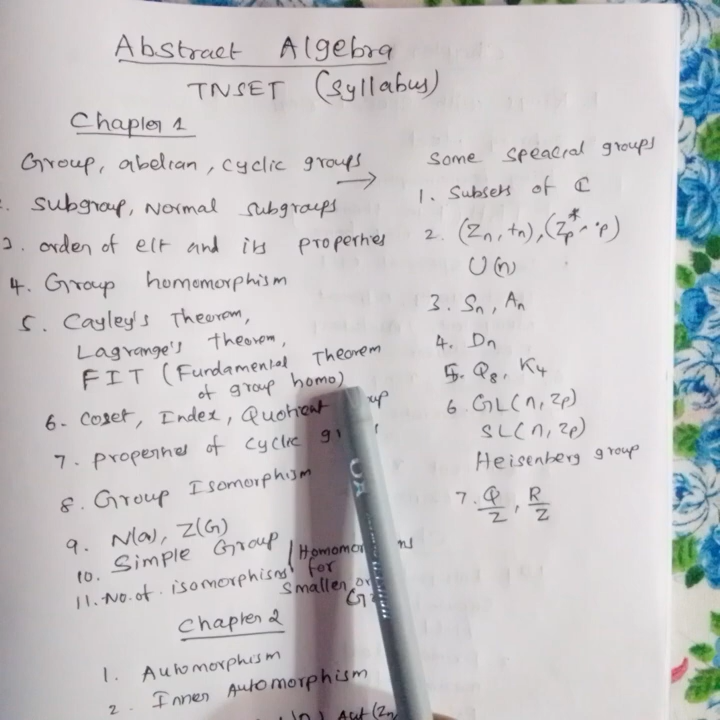 Abstract Algebra
TNSET (Syllabus)
Chapter 1
Group, abelian, cyclic groups →
2. Subgroup, Normal subgroups
3. order of elt and its properties
4. Group homomorphism
5. Cayley's Theorem,
Lagrange's theorem,
FIT (Fundamental Theorem
of group homo)
6. Coset, Index, Quotient
7. properties of cyclic
8. Group Isomorphism
9. N(a), Z(G)
10. Simple Group
11. No. of isomorphisms / for
smaller
Chapter 2
1. Automorphism
2. Inner Automorphism
Aut (Zn
Some speacial groups
1. Subsets of ℂ
2. (Zn, +n), (Zp*, ·p)
U(n)
3. Sn, An
4. Dn
5. Q8, K4
6. GL(n, Zp)
SL(n, Zp)
Heisenberg group
7. Q/Z, R/Z